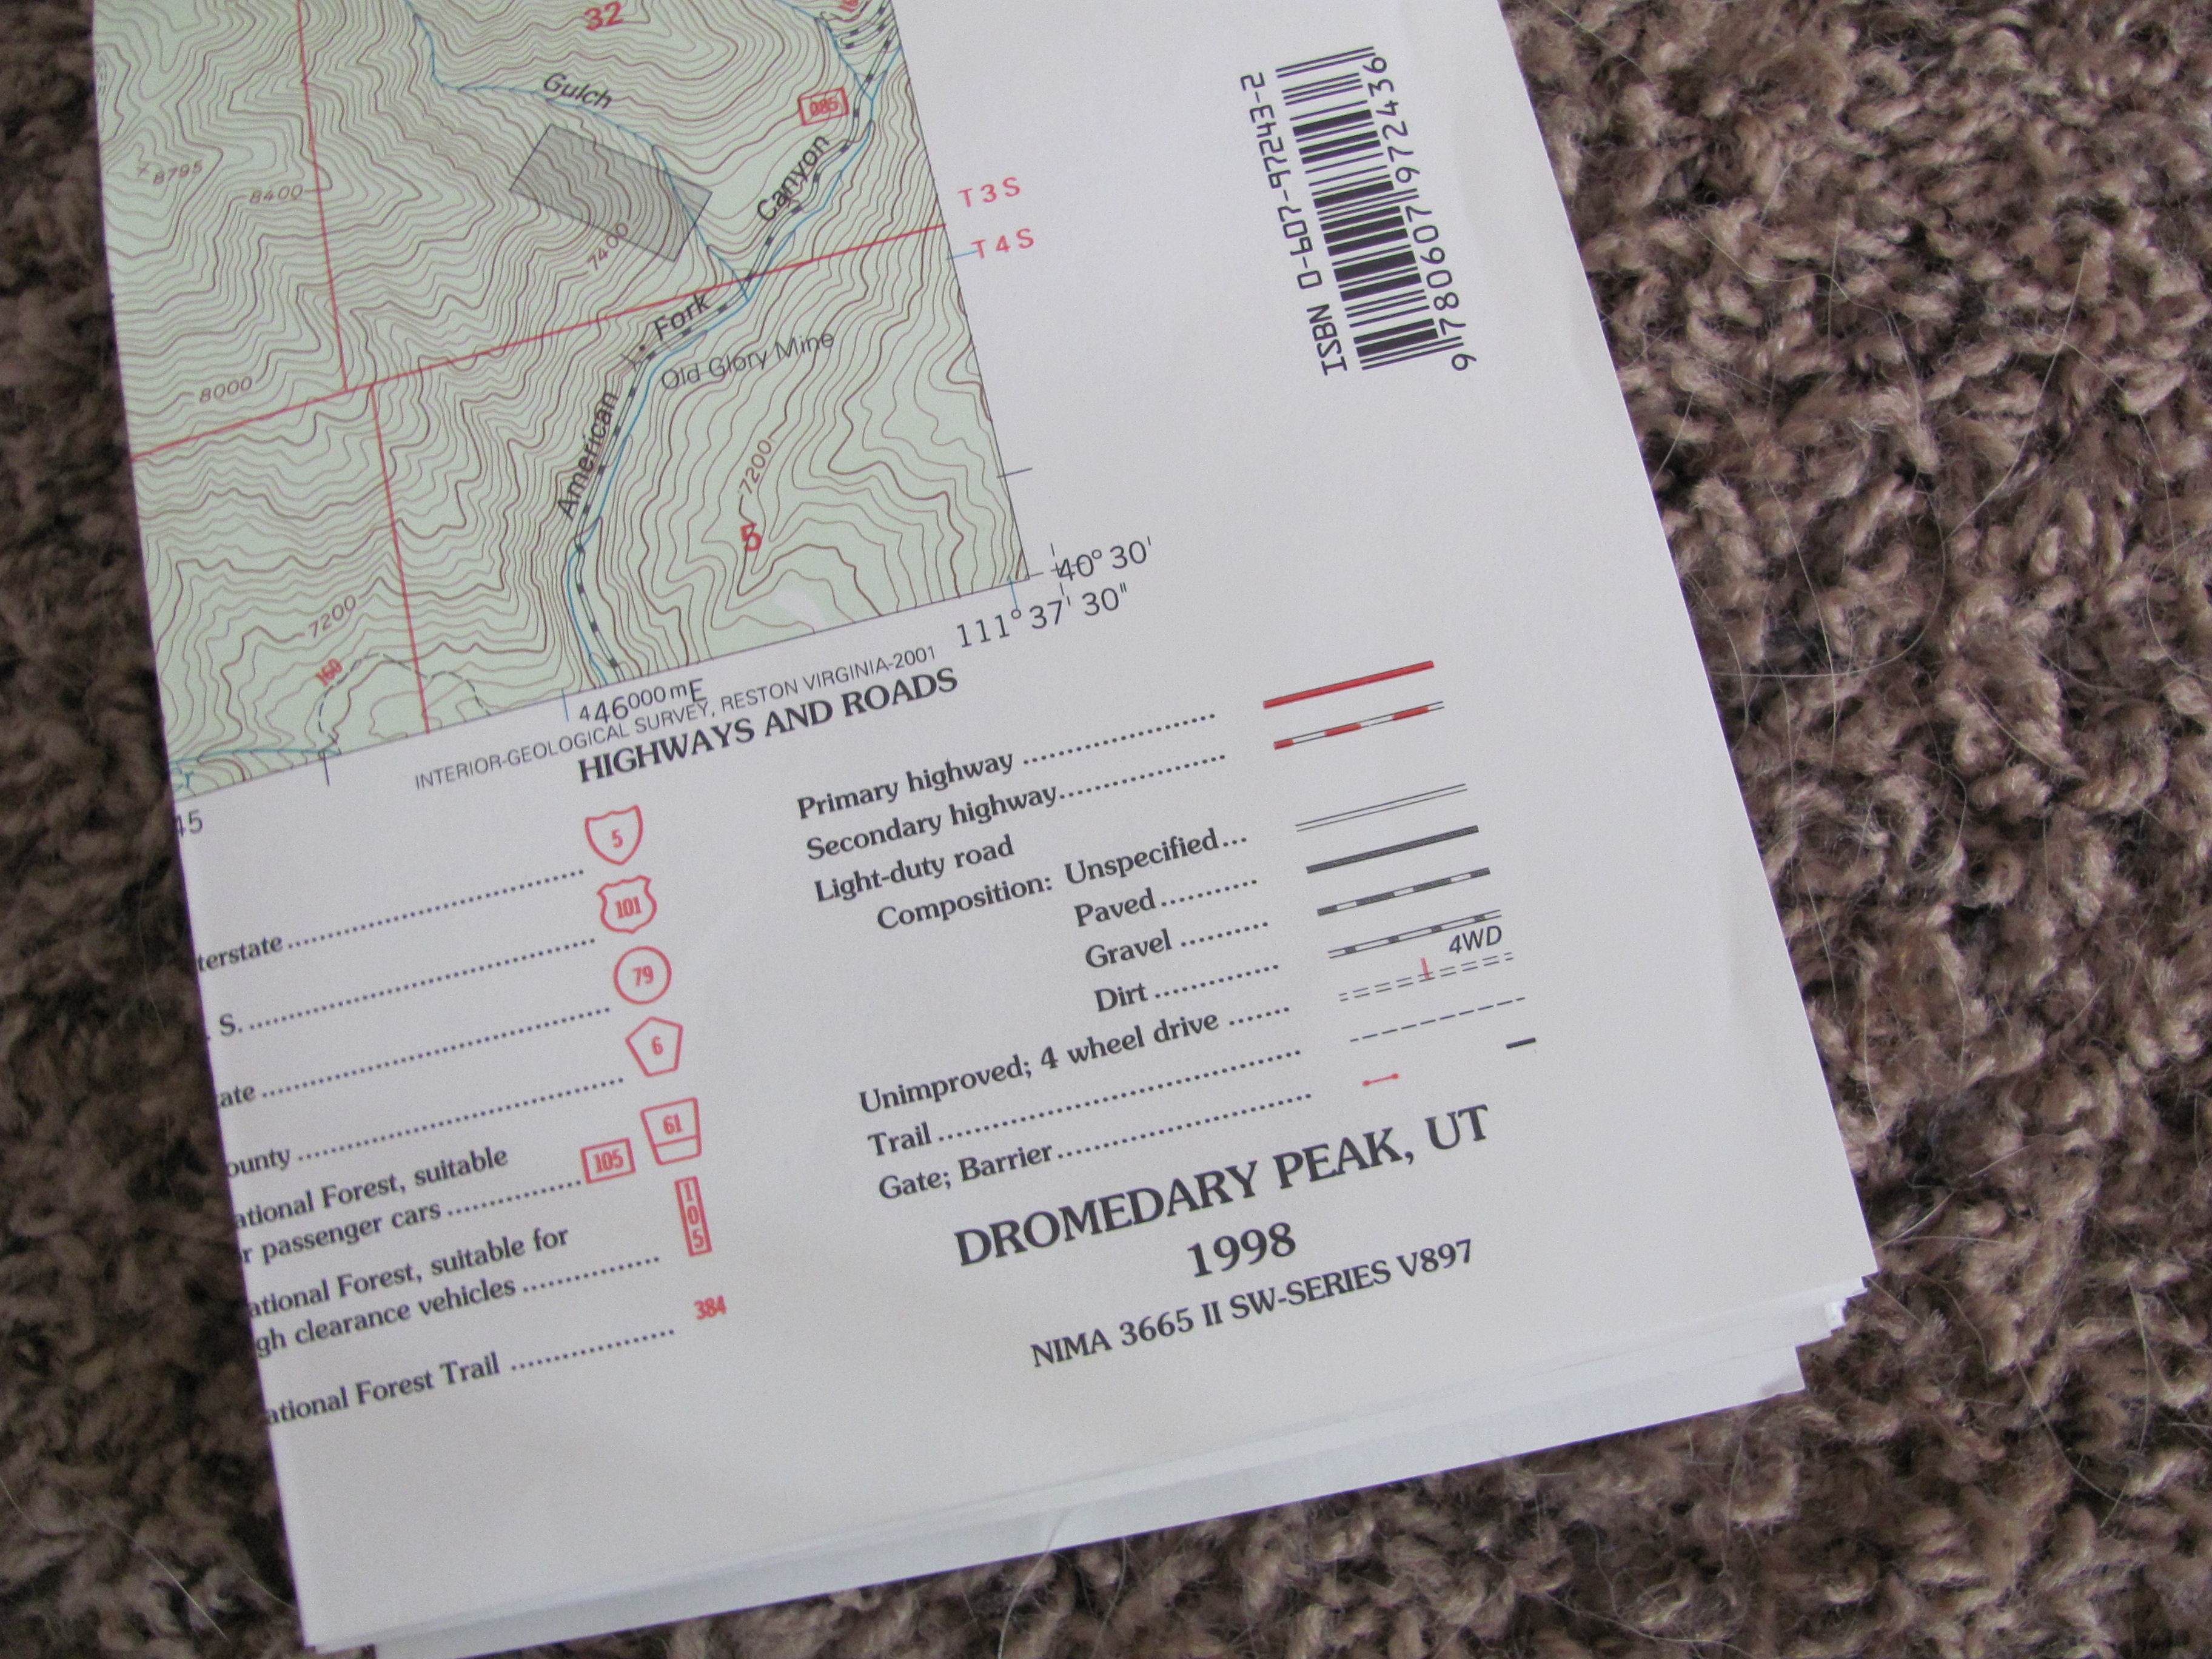 32
Gulch
085
8795
8400
Canyon
T3S
T4S
7400
Fork
Old Glory Mine
8000
American
7200
5
7200
160
40° 30'
111° 37' 30"
446000mE
INTERIOR-GEOLOGICAL SURVEY, RESTON VIRGINIA-2001
45
ISBN 0-607-97243-2
9 780607 972436
HIGHWAYS AND ROADS
terstate 5
. S. 101
ate 79
ounty 6
ational Forest, suitable
r passenger cars 105 61
ational Forest, suitable for
gh clearance vehicles 105
ational Forest Trail 384
Primary highway
Secondary highway
Light-duty road
Composition: Unspecified...
Paved
Gravel
Dirt
Unimproved; 4 wheel drive 4WD
Trail
Gate; Barrier
DROMEDARY PEAK, UT
1998
NIMA 3665 II SW-SERIES V897